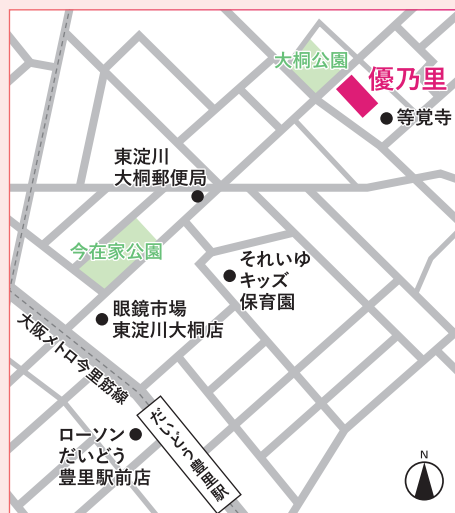 大桐公園
優乃里
等覚寺
東淀川
大桐郵便局
今在家公園
それいゆ
キッズ
保育園
眼鏡市場
東淀川大桐店
大阪メトロ今里筋線
だいどう豊里駅
ローソン
だいどう
豊里駅前店
N